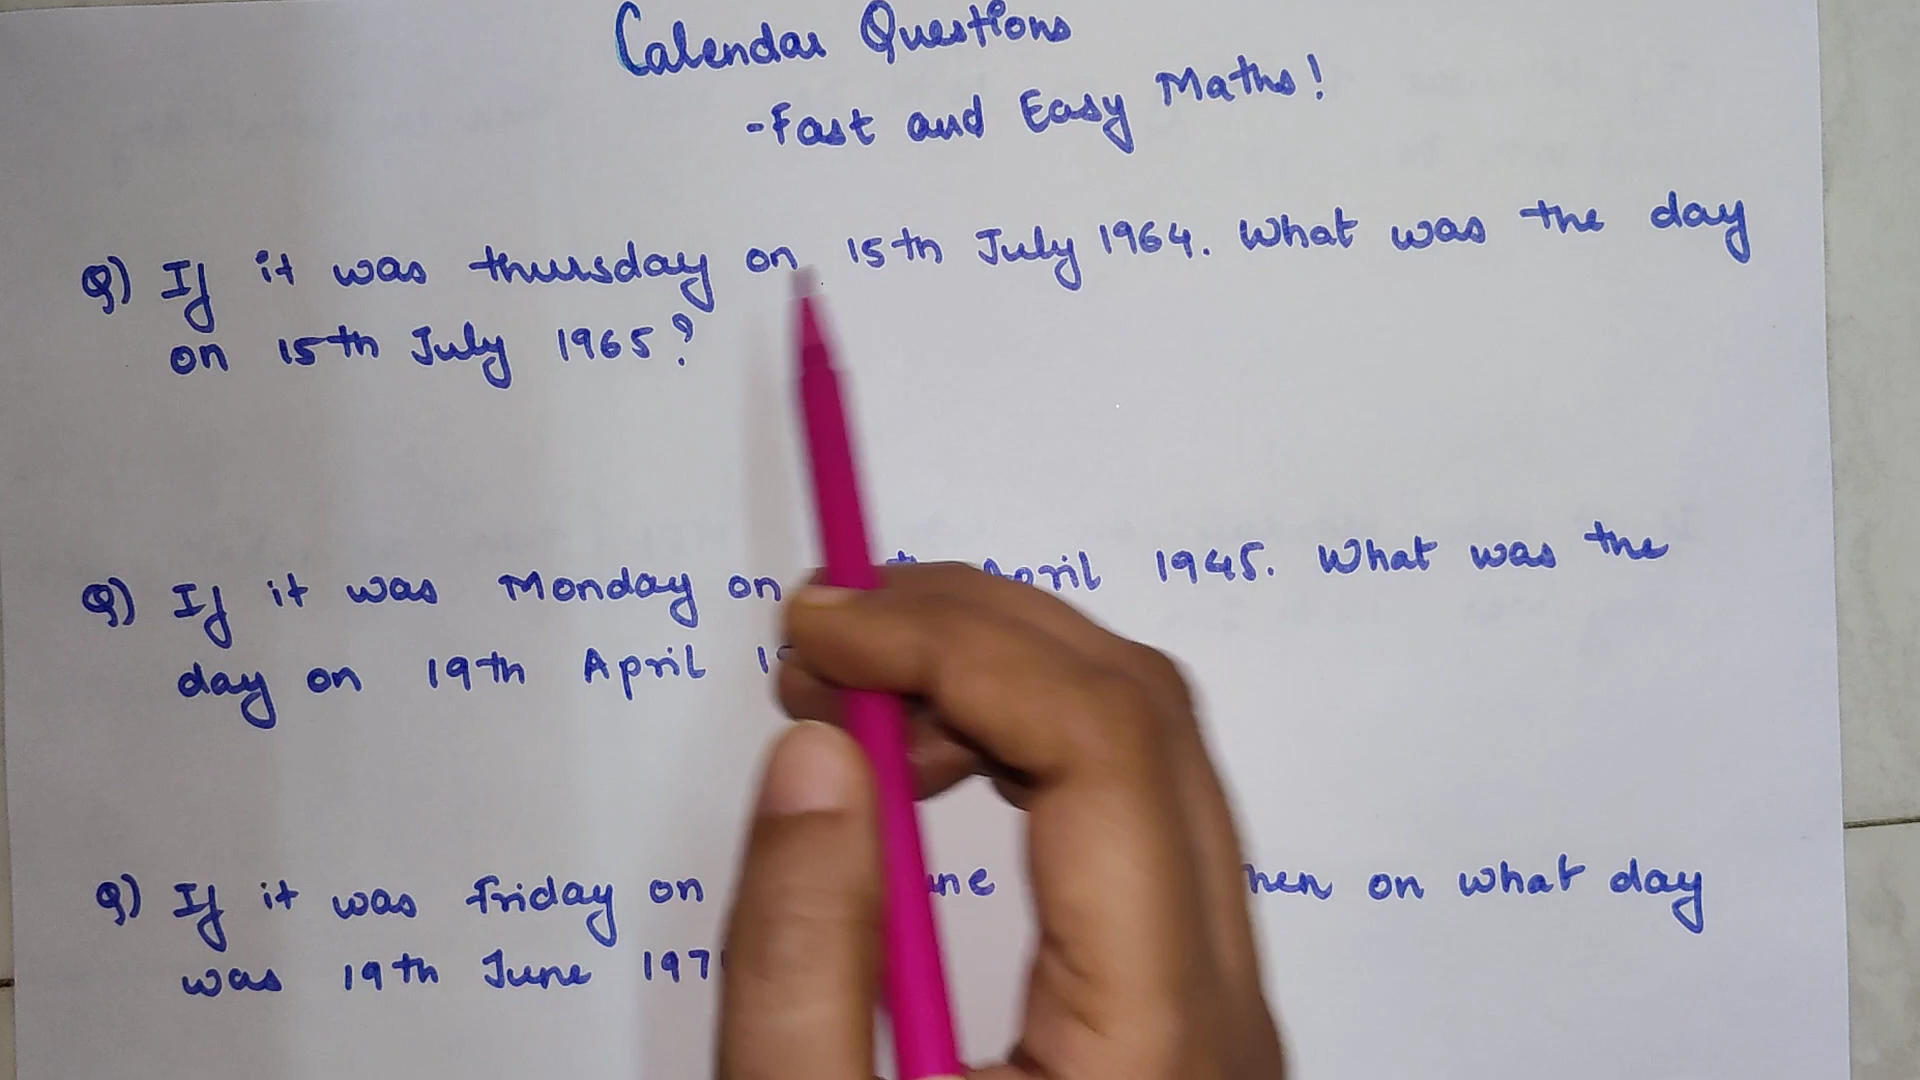 Calendar Questions
- Fast and Easy Maths!
Q) If it was thursday on 15th July 1964. What was the day
on 15th July 1965?
Q) If it was Monday on April 1945. What was the
day on 19th April
Q) If it was friday on on what day
was 19th June